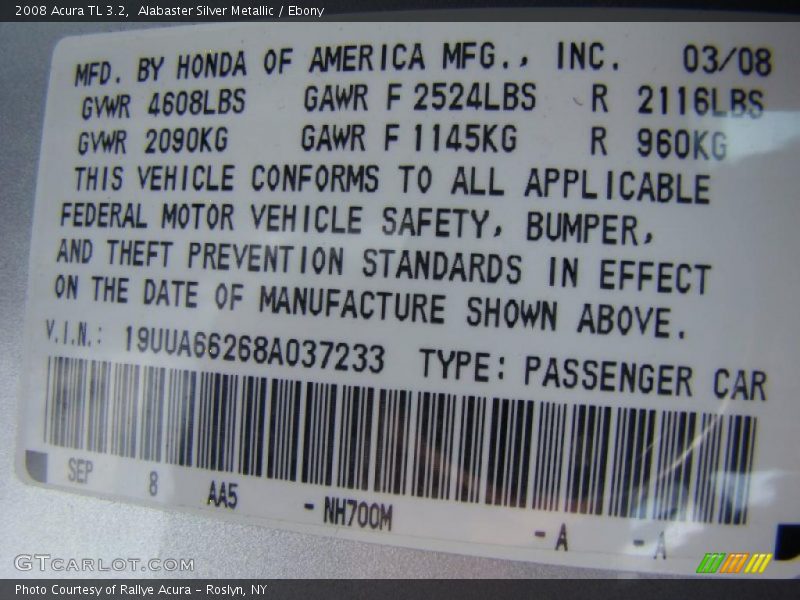 2008 Acura TL 3.2,  Alabaster Silver Metallic / Ebony
MFD. BY HONDA OF AMERICA MFG., INC. 03/08
GVWR 4608LBS GAWR F 2524LBS R 2116LBS
GVWR 2090KG GAWR F 1145KG R 960KG
THIS VEHICLE CONFORMS TO ALL APPLICABLE
FEDERAL MOTOR VEHICLE SAFETY, BUMPER,
AND THEFT PREVENTION STANDARDS IN EFFECT
ON THE DATE OF MANUFACTURE SHOWN ABOVE.
V.I.N.: 19UUA66268A037233 TYPE: PASSENGER CAR
SEP 8 AA5 - NH700M - A - A
GTCarLot.com
Photo Courtesy of Rallye Acura - Roslyn, NY